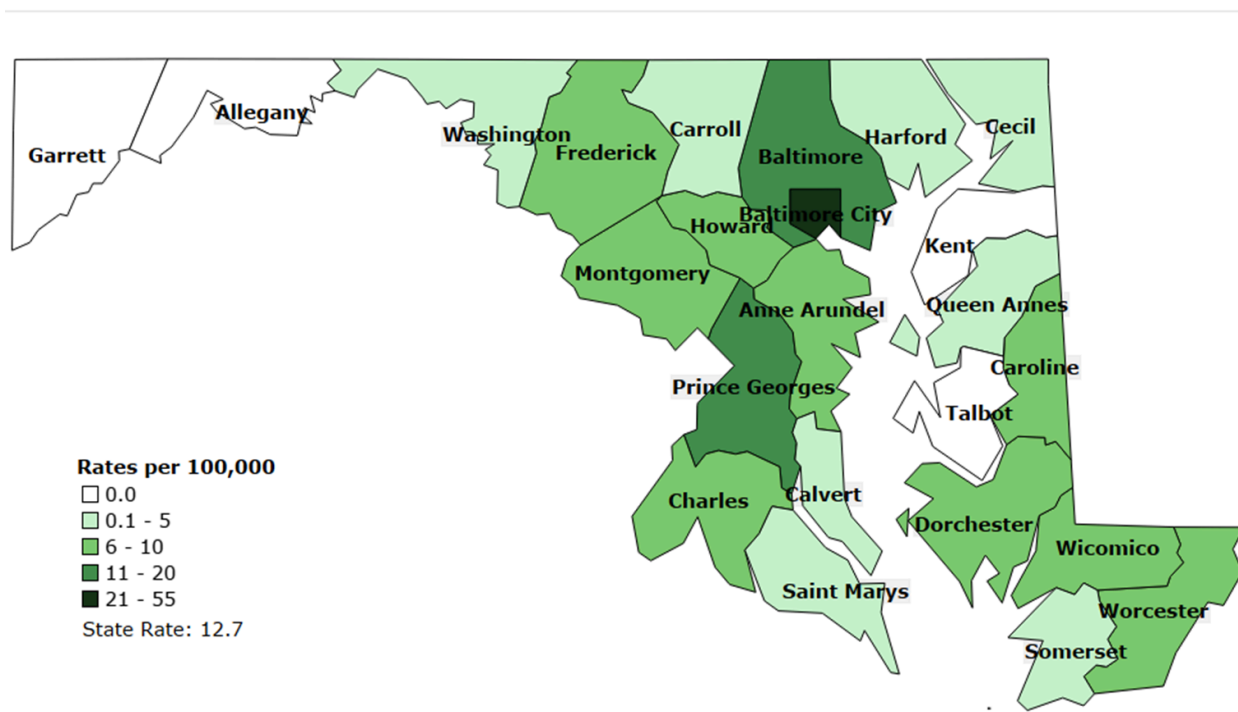 Allegany
Garrett
Washington
Frederick
Carroll
Baltimore
Harford
Cecil
Baltimore City
Howard
Kent
Montgomery
Anne Arundel
Queen Annes
Prince Georges
Caroline
Talbot
Charles
Calvert
Dorchester
Wicomico
Saint Marys
Worcester
Somerset
Rates per 100,000
0.0
0.1 - 5
6 - 10
11 - 20
21 - 55
State Rate: 12.7